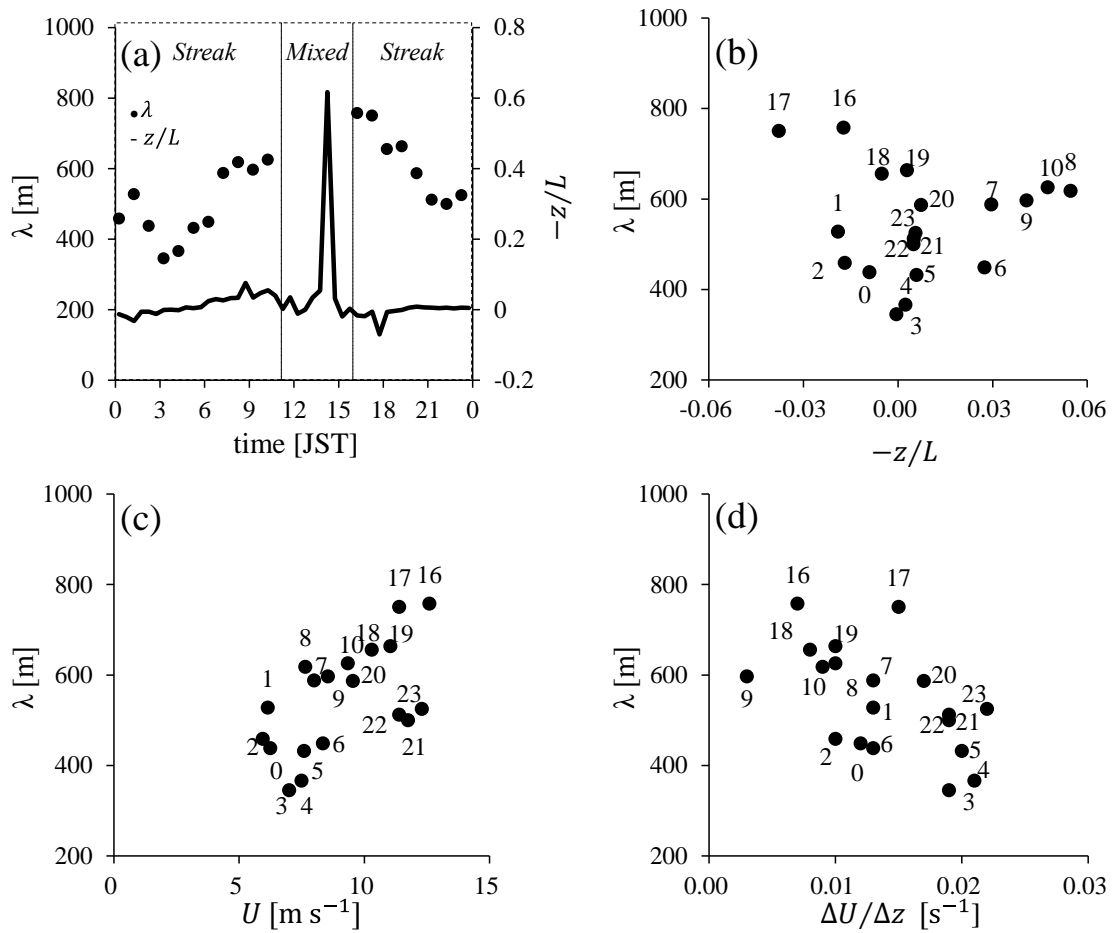 (a)
Streak Mixed Streak
1000
800
600
400
200
0
λ [m]
● λ
- z/L
0.8
0.6
0.4
0.2
0
-0.2
−z/L
0 3 6 9 12 15 18 21 0
time [JST]
(b)
1000
800
600
400
200
λ [m]
17 16
18 19
10 8
1 7
20
23 9
22 21
2 6
0 4 5
3
-0.06 -0.03 0.00 0.03 0.06
−z/L
(c)
1000
800
600
400
200
λ [m]
17 16
8 10 18 19
1 7 20
9 23
22 21
2 6
0 5
3 4
0 5 10 15
U [m s⁻¹]
(d)
1000
800
600
400
200
λ [m]
16 17
18 19
7 20
9 10 8 23
1 22 21
2 6 5
0 4
3
0.00 0.01 0.02 0.03
ΔU/Δz [s⁻¹]